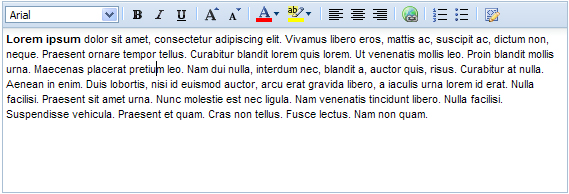 Arial B I U A A A ab
Lorem ipsum dolor sit amet, consectetur adipiscing elit. Vivamus libero eros, mattis ac, suscipit ac, dictum non,
neque. Praesent ornare tempor tellus. Curabitur blandit lorem quis lorem. Ut venenatis mollis leo. Proin blandit mollis
urna. Maecenas placerat pretium leo. Nam dui nulla, interdum nec, blandit a, auctor quis, risus. Curabitur at nulla.
Aenean in enim. Duis lobortis, nisi id euismod auctor, arcu erat gravida libero, a iaculis urna lorem id erat. Nulla
facilisi. Praesent sit amet urna. Nunc molestie est nec ligula. Nam venenatis tincidunt libero. Nulla facilisi.
Suspendisse vehicula. Praesent et quam. Cras non tellus. Fusce lectus. Nam non quam.